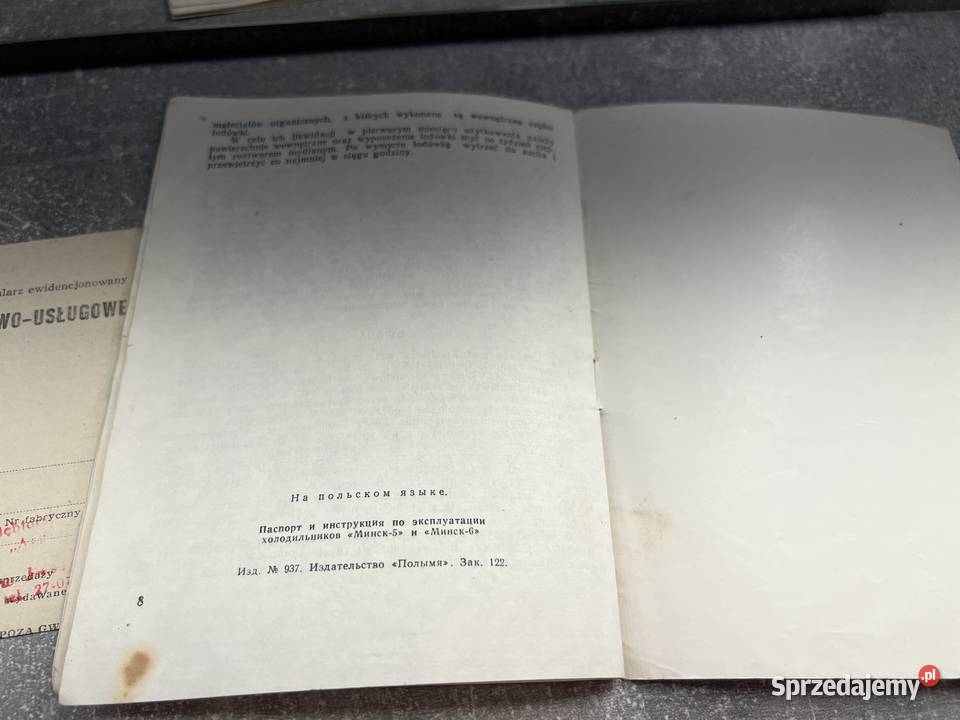 materiałów organicznych, z których wykonane są wewnętrzne części
lodówki.
W celu ich likwidacji w pierwszym miesiącu użytkowania należy
powierzchnie wewnętrzne oraz wyposażenie lodówki myć co tydzień ciep-
łym roztworem mydlanym. Po wymyciu lodówkę wytrzeć do sucha i
przewietrzyć co najmniej w ciągu godziny.
larz ewidencjonowany
WO-USŁUGOWE
Nr fabryczny
sprzedaży
wydawane
POZA GW
На польском языке.
Паспорт и инструкция по эксплуатации
холодильников «Минск-5» и «Минск-6»
Изд. № 937. Издательство «Полымя». Зак. 122.
8
Sprzedajemy.pl